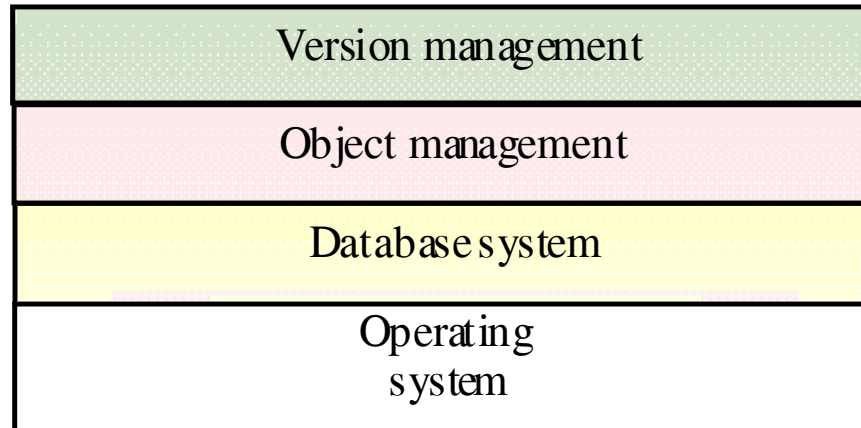 Version management
Object management
Database system
Operating
system